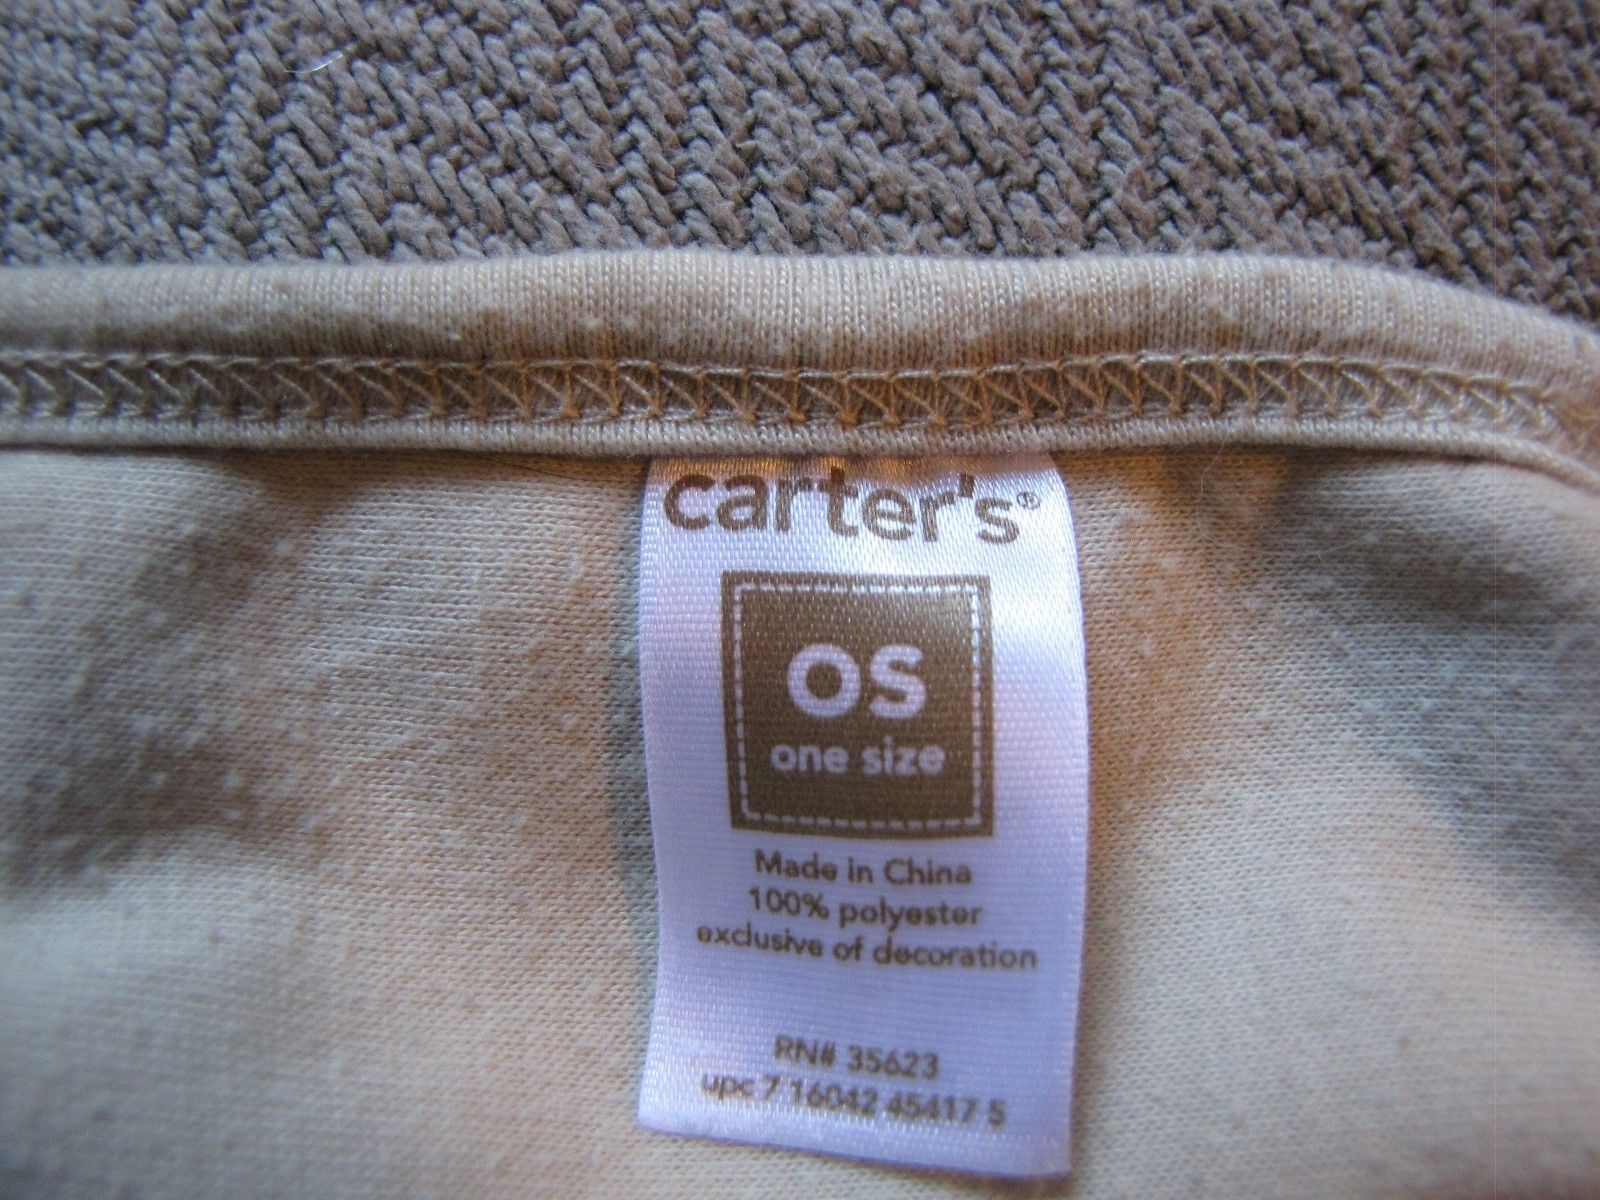 carter's®
OS
one size
Made in China
100% polyester
exclusive of decoration
RN# 35623
upc 7 16042 45417 5